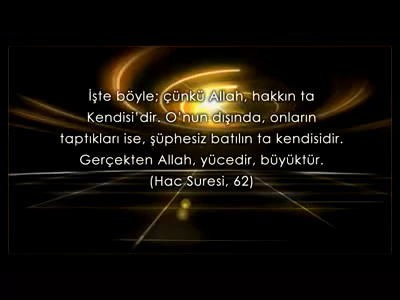 İşte böyle; çünkü Allah, hakkın ta
Kendisi'dir. O'nun dışında, onların
taptıkları ise, şüphesiz batılın ta kendisidir.
Gerçekten Allah, yücedir, büyüktür.
(Hac Suresi, 62)